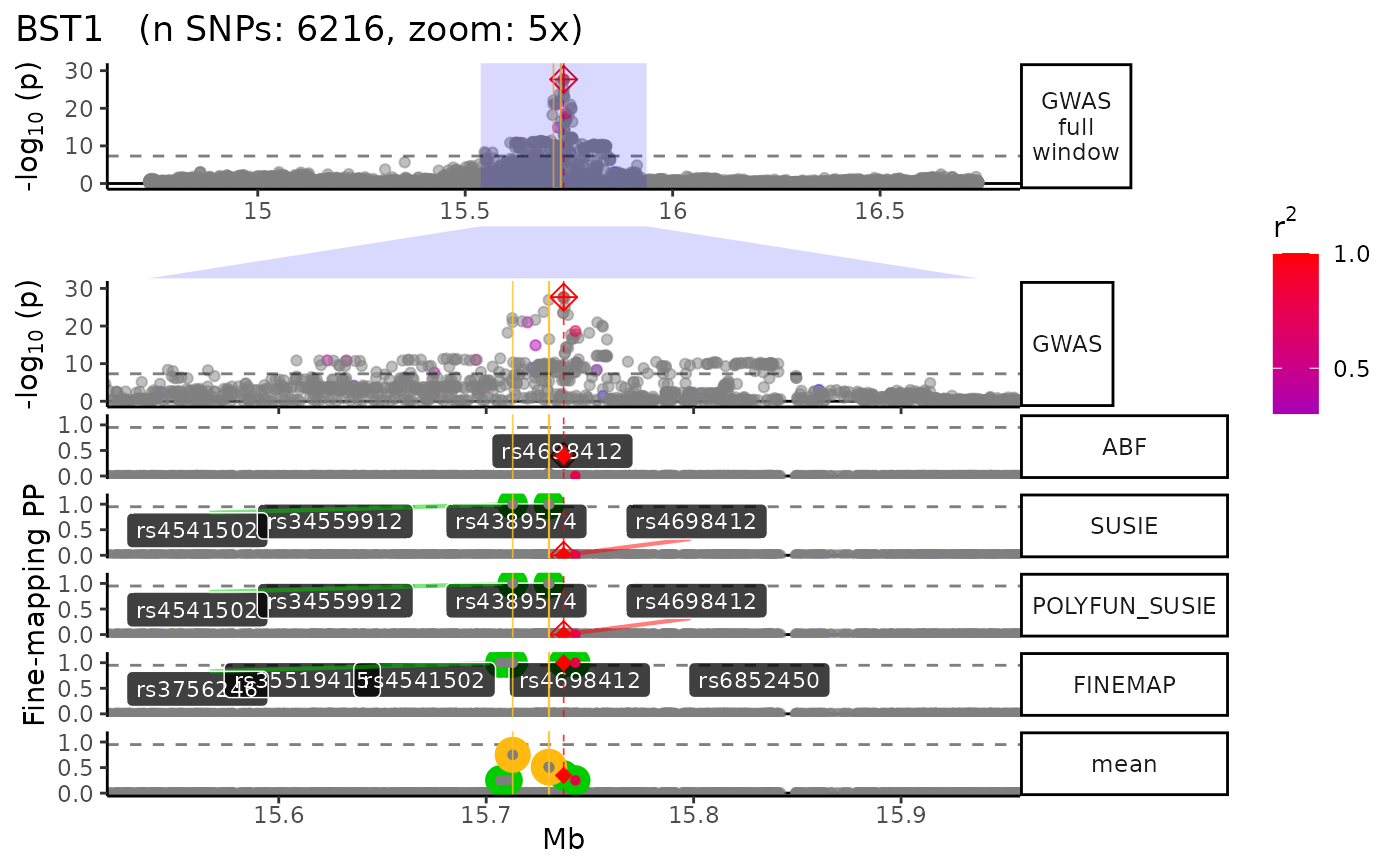 BST1   (n SNPs: 6216, zoom: 5x)
-log10 (p)
30
20
10
0
GWAS
full
window
15
15.5
16
16.5
r2
1.0
0.5
-log10 (p)
30
20
10
0
GWAS
Fine-mapping PP
1.0
0.5
0.0
rs4698412
ABF
1.0
0.5
0.0
rs4541502
rs34559912
rs4389574
rs4698412
SUSIE
1.0
0.5
0.0
rs4541502
rs34559912
rs4389574
rs4698412
POLYFUN_SUSIE
1.0
0.5
0.0
rs3756246
rs35519415
rs4541502
rs4698412
rs6852450
FINEMAP
1.0
0.5
0.0
mean
15.6
15.7
15.8
15.9
Mb